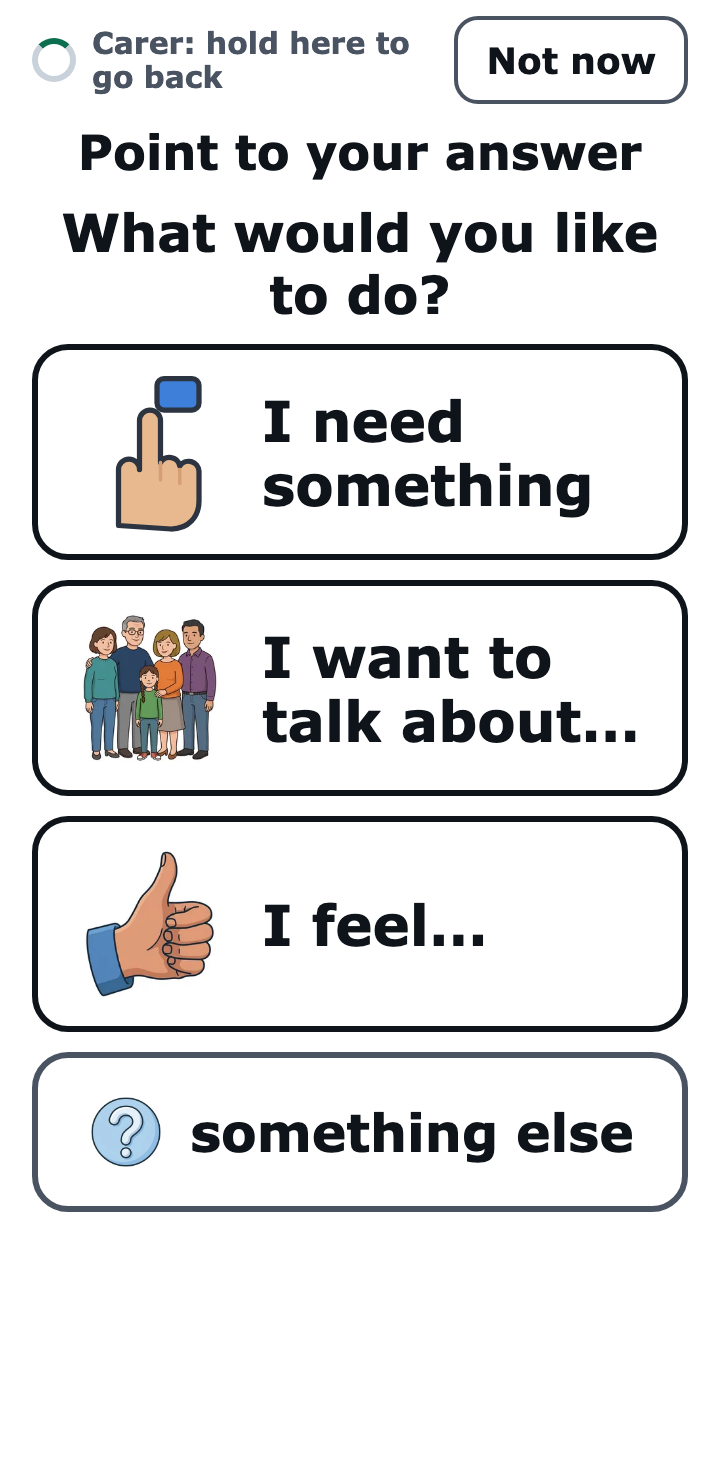 Carer: hold here to
go back
Not now
Point to your answer
What would you like
to do?
I need
something
I want to
talk about...
I feel...
?
something else